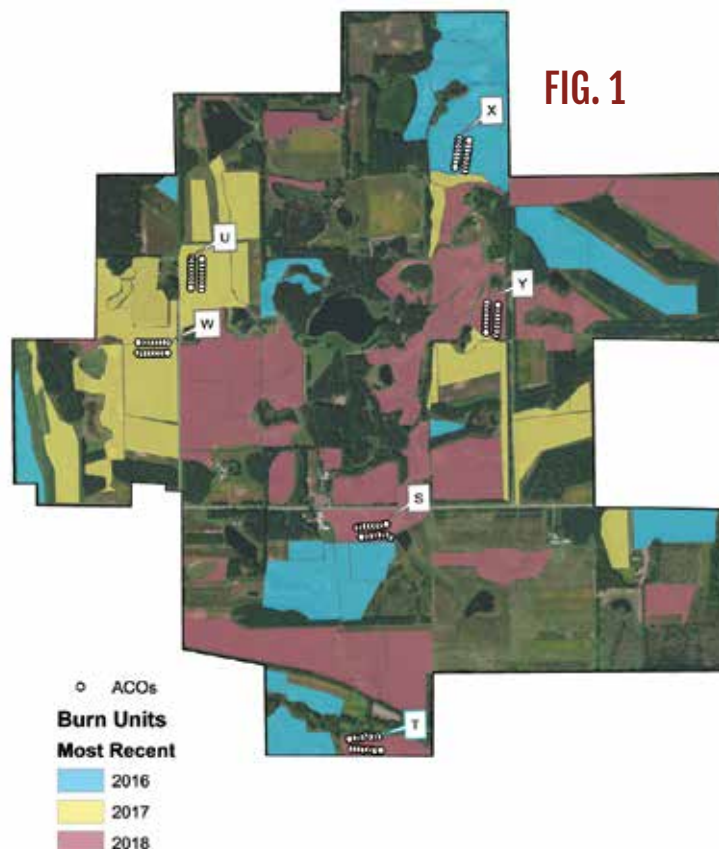 FIG. 1
X
U
Y
W
S
T
ACOs
Burn Units
Most Recent
2016
2017
2018